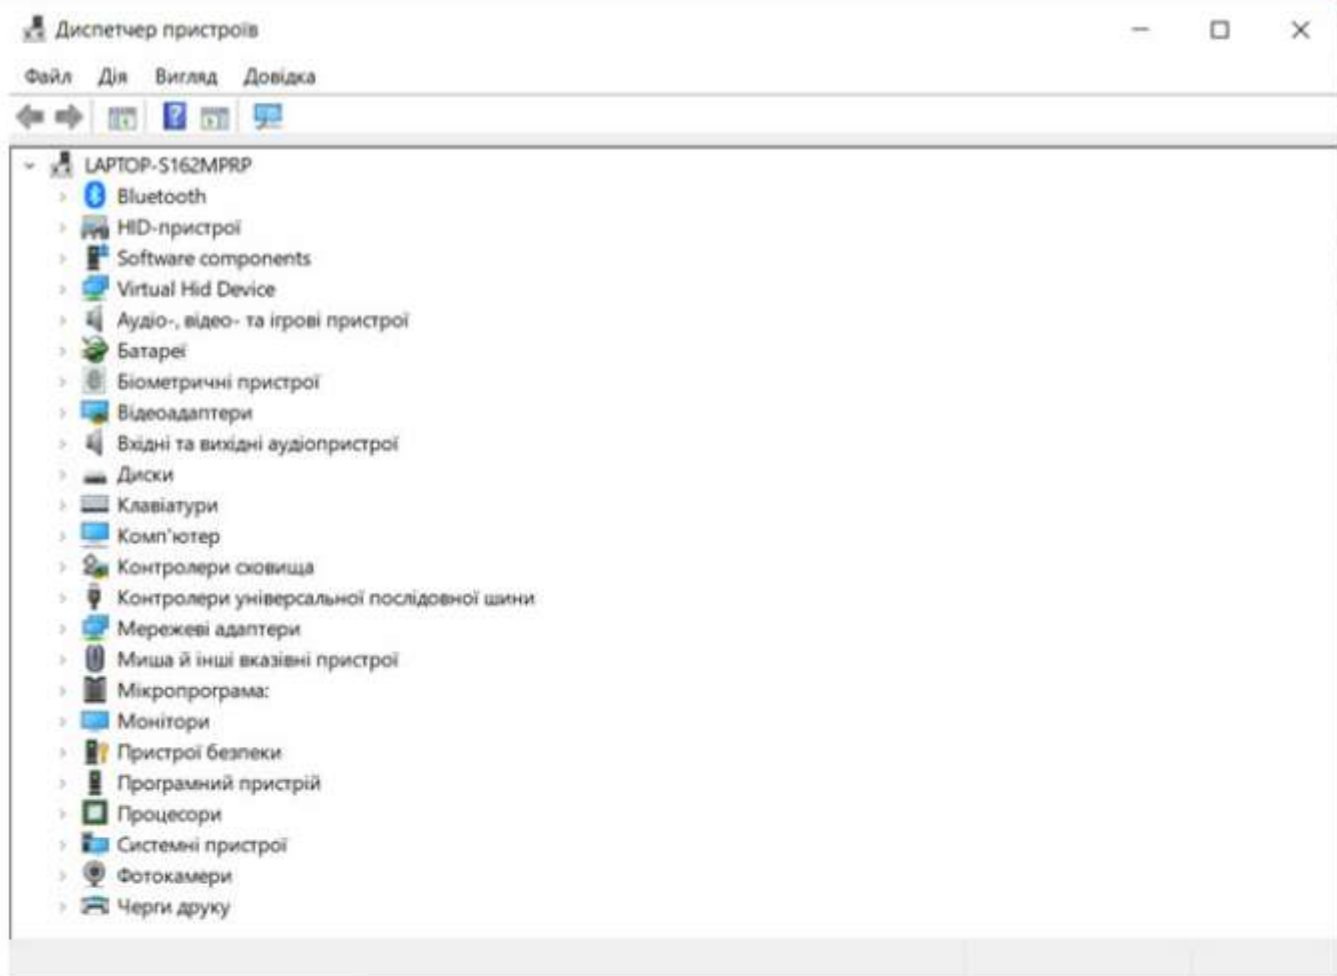 Диспетчер пристроїв
Файл Дія Вигляд Довідка
LAPTOP-S162MPRP
Bluetooth
HID-пристрої
Software components
Virtual Hid Device
Аудіо-, відео- та ігрові пристрої
Батареї
Біометричні пристрої
Відеоадаптери
Вхідні та вихідні аудіопристрої
Диски
Клавіатури
Комп'ютер
Контролери сховища
Контролери універсальної послідовної шини
Мережеві адаптери
Миша й інші вказівні пристрої
Мікропрограма:
Монітори
Пристрої безпеки
Програмний пристрій
Процесори
Системні пристрої
Фотокамери
Черги друку